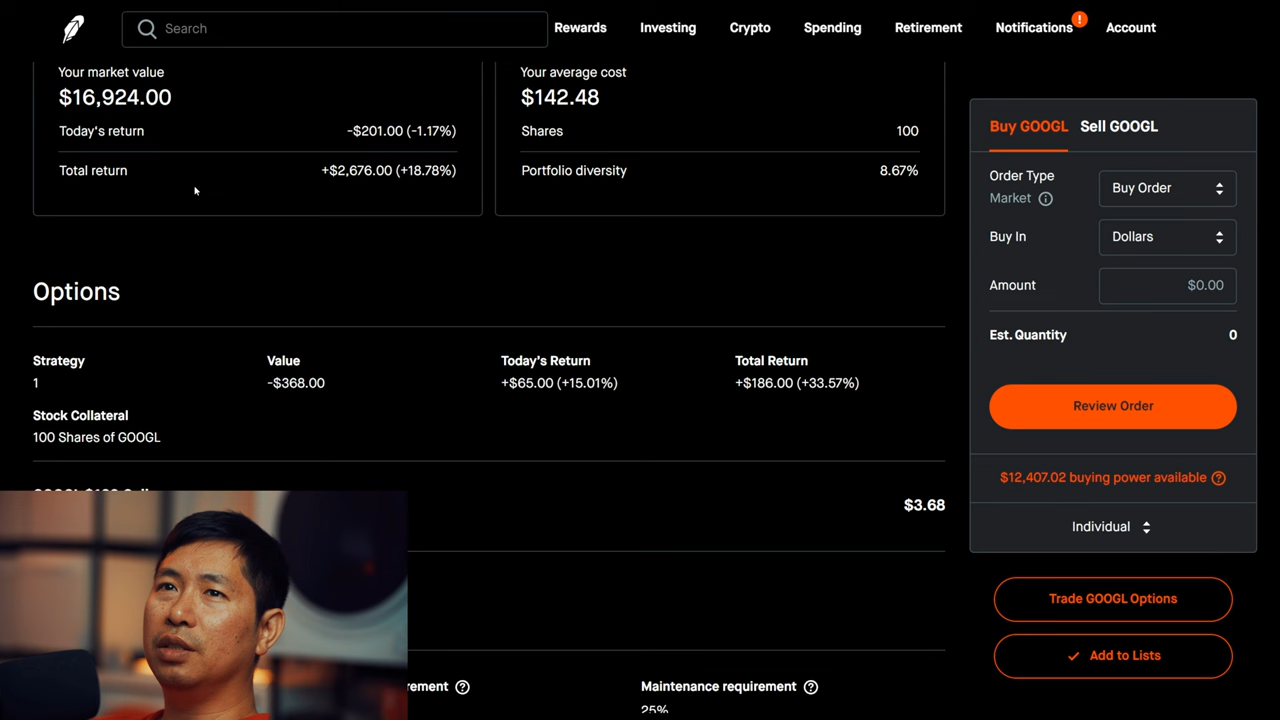 Search
Rewards
Investing
Crypto
Spending
Retirement
Notifications
!
Account
Your market value
$16,924.00
Today's return
-$201.00 (-1.17%)
Total return
+$2,676.00 (+18.78%)
Your average cost
$142.48
Shares
100
Portfolio diversity
8.67%
Options
Strategy
Value
Today's Return
Total Return
1
-$368.00
+$65.00 (+15.01%)
+$186.00 (+33.57%)
Stock Collateral
100 Shares of GOOGL
$3.68
Maintenance requirement
25%
Buy GOOGL
Sell GOOGL
Order Type
Market
Buy Order
Buy In
Dollars
Amount
$0.00
Est. Quantity
0
Review Order
$12,407.02 buying power available
Individual
Trade GOOGL Options
Add to Lists